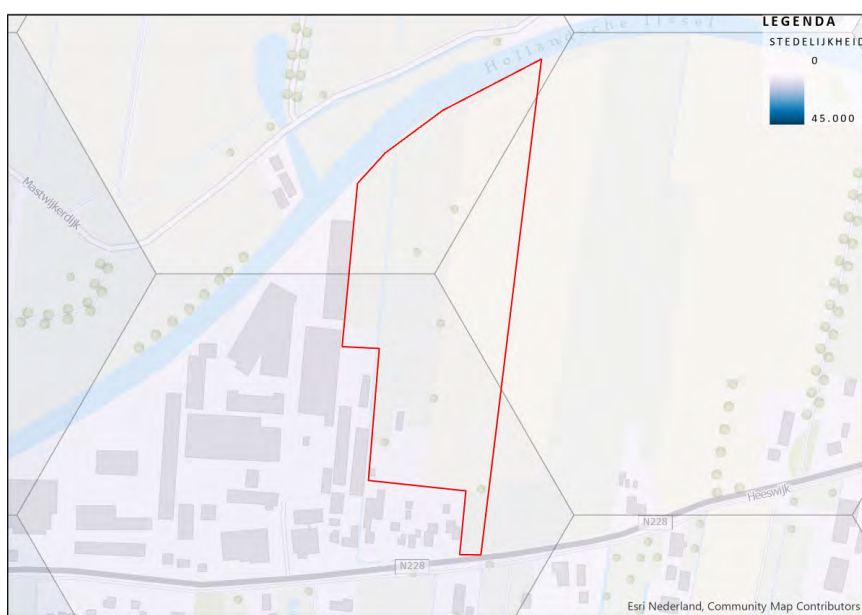 LEGENDA
STEDELIJKHEID
0
45.000
Hollandsche IJssel
Mastwijkerdijk
Heeswijk
N228
N228
Esri Nederland, Community Map Contributors